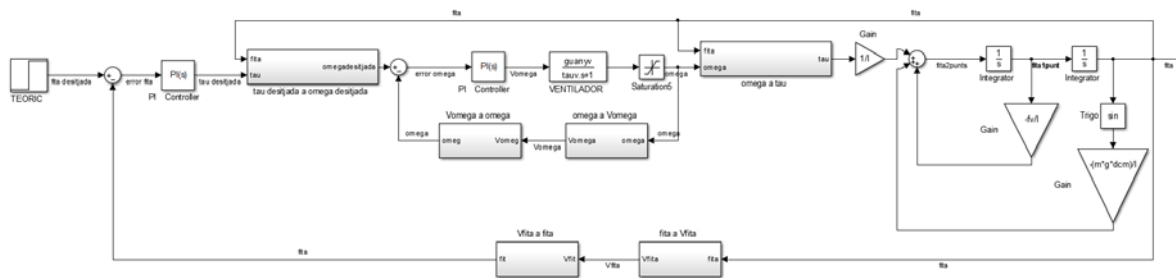 fita
fita
TEORIC
fita desitjada
error fita
PI(s)
PI Controller
tau desitjada
fita
tau
omegadesitjada
tau desitjada a omega desitjada
error omega
PI(s)
PI Controller
Vomega
guanyv
tauv.s+1
VENTILADOR
Saturation5
omega
fita
omega
tau
omega a tau
Gain
1/I
fita2punts
1
s
Integrator
fita1punt
1
s
Integrator
fita
Vomega a omega
omega
omeg
Vomeg
Vomega
omega a Vomega
Vomega
omega
omega
Gain
-fv/I
Trigo
sin
Gain
-(m*g*dcm)/I
fita
Vfita a fita
fit
Vfit
Vfita
fita a Vfita
Vfita
fita
fita